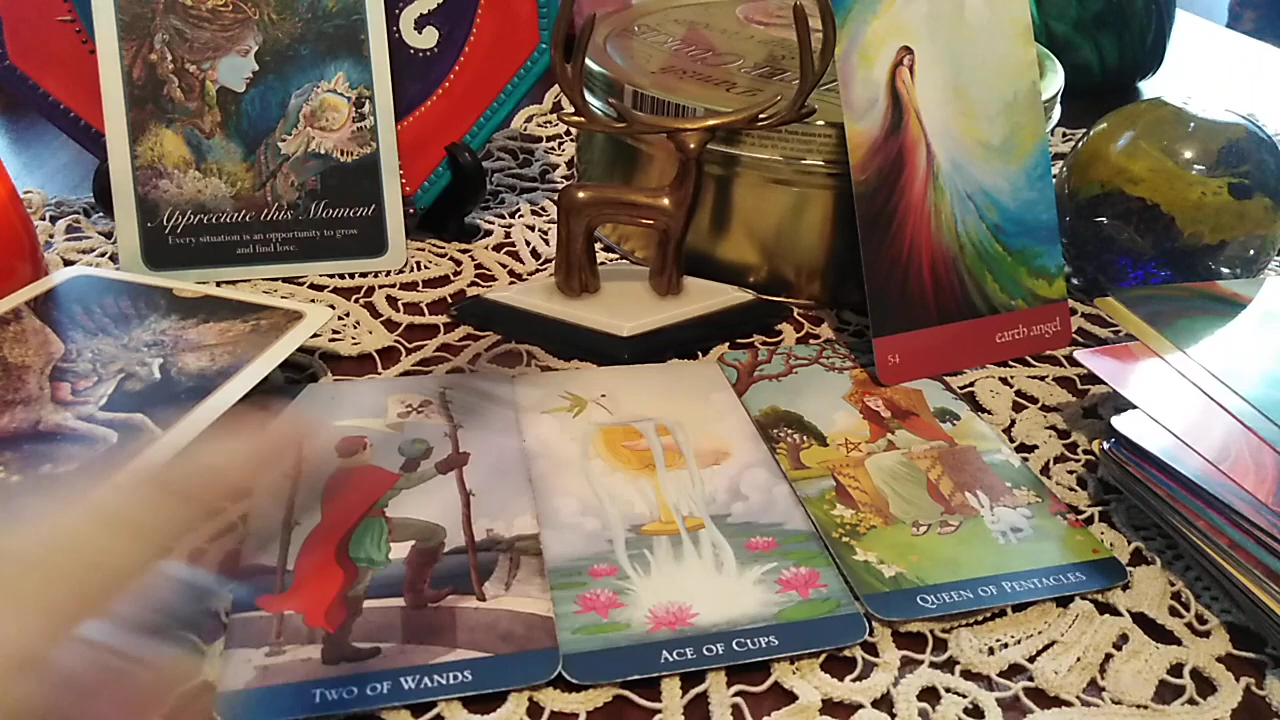 Appreciate this Moment
Every situation is an opportunity to grow
and find love.
54
earth angel
TWO OF WANDS
ACE OF CUPS
QUEEN OF PENTACLES